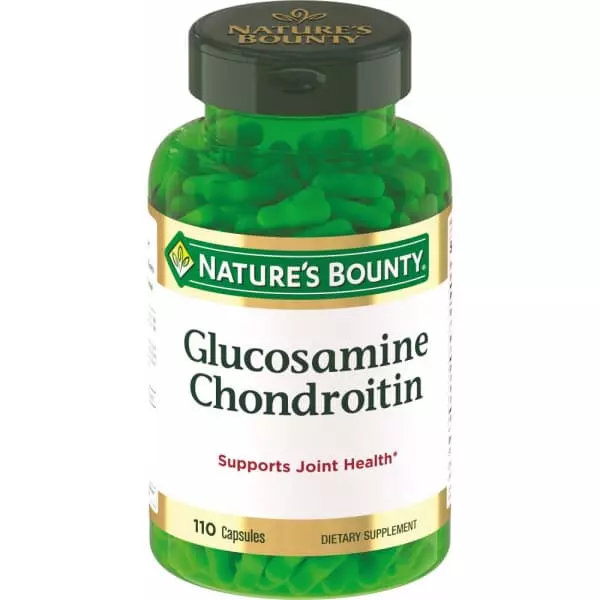 NATURE'S
BOUNTY
NATURE'S BOUNTY®
Glucosamine
Chondroitin
Supports Joint Health*
110 Capsules
DIETARY SUPPLEMENT